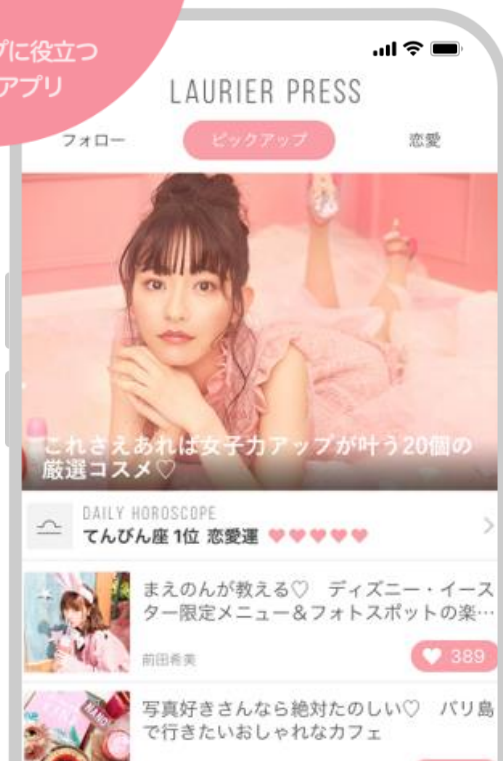 プに役立つ
アプリ
LAURIER PRESS
フォロー
ピックアップ
恋愛
これさえあれば女子力アップが叶う20個の
厳選コスメ♡
DAILY HOROSCOPE
てんびん座 1位 恋愛運 ♥♥♥♥♥
まえのんが教える♡ ディズニー・イース
ター限定メニュー&フォトスポットの楽…
前田希美
389
写真好きさんなら絶対たのしい♡ バリ島
で行きたいおしゃれなカフェ